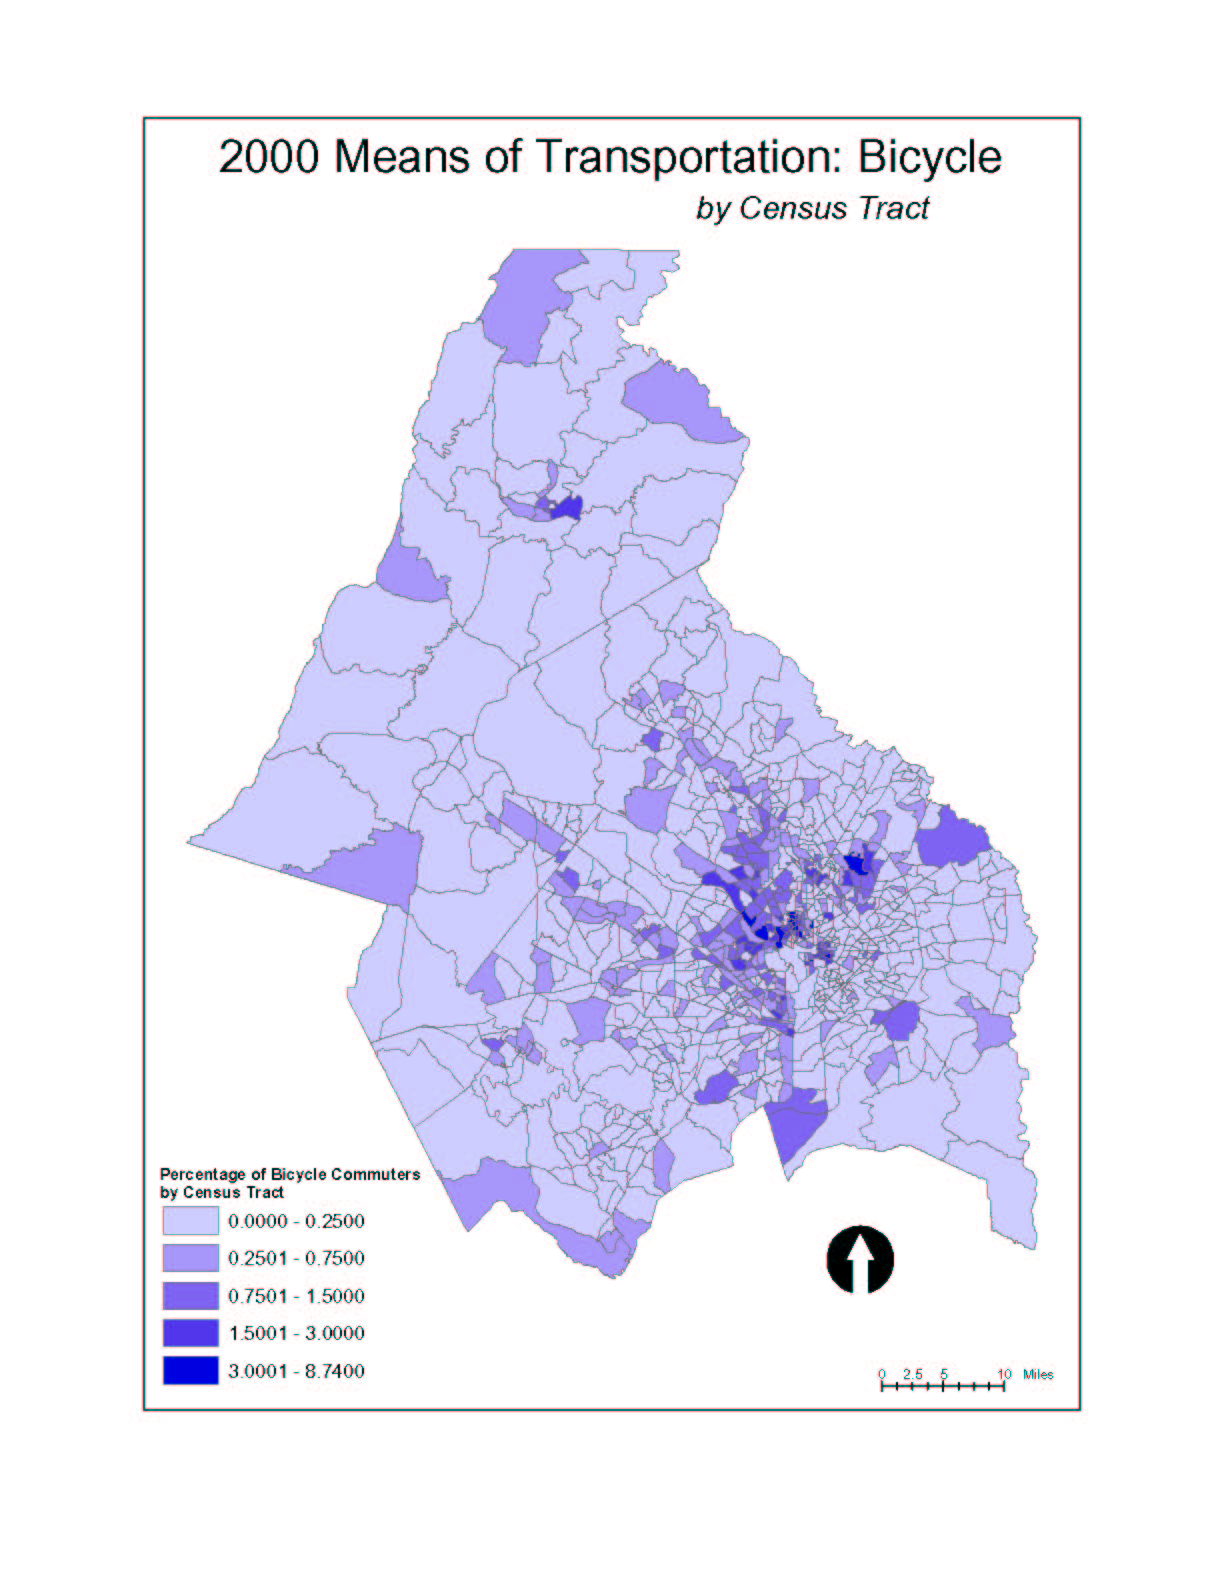 2000 Means of Transportation: Bicycle
by Census Tract
Percentage of Bicycle Commuters
by Census Tract
0.0000 - 0.2500
0.2501 - 0.7500
0.7501 - 1.5000
1.5001 - 3.0000
3.0001 - 8.7400
0 2.5 5 10 Miles